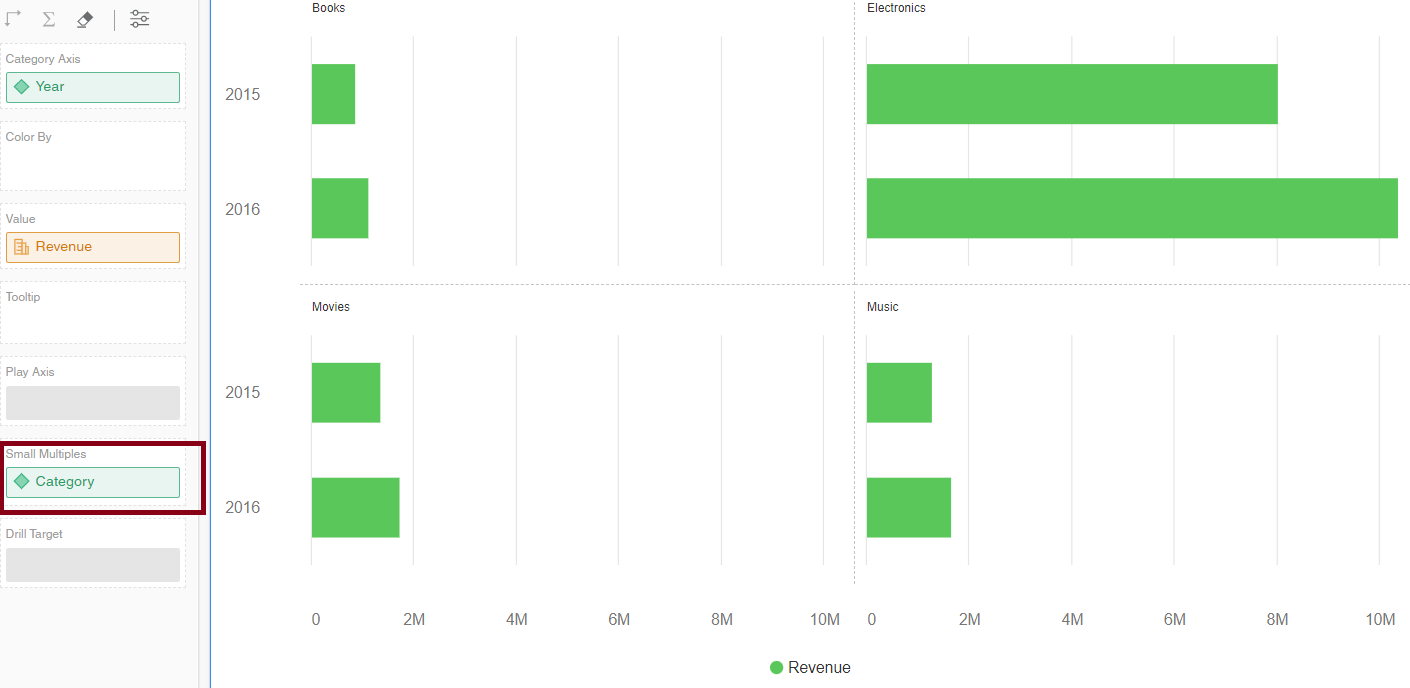 Category Axis
Year
Color By
Value
Revenue
Tooltip
Play Axis
Small Multiples
Category
Drill Target
Books
Electronics
2015
2016
Movies
Music
2015
2016
0 2M 4M 6M 8M 10M 0 2M 4M 6M 8M 10M
Revenue